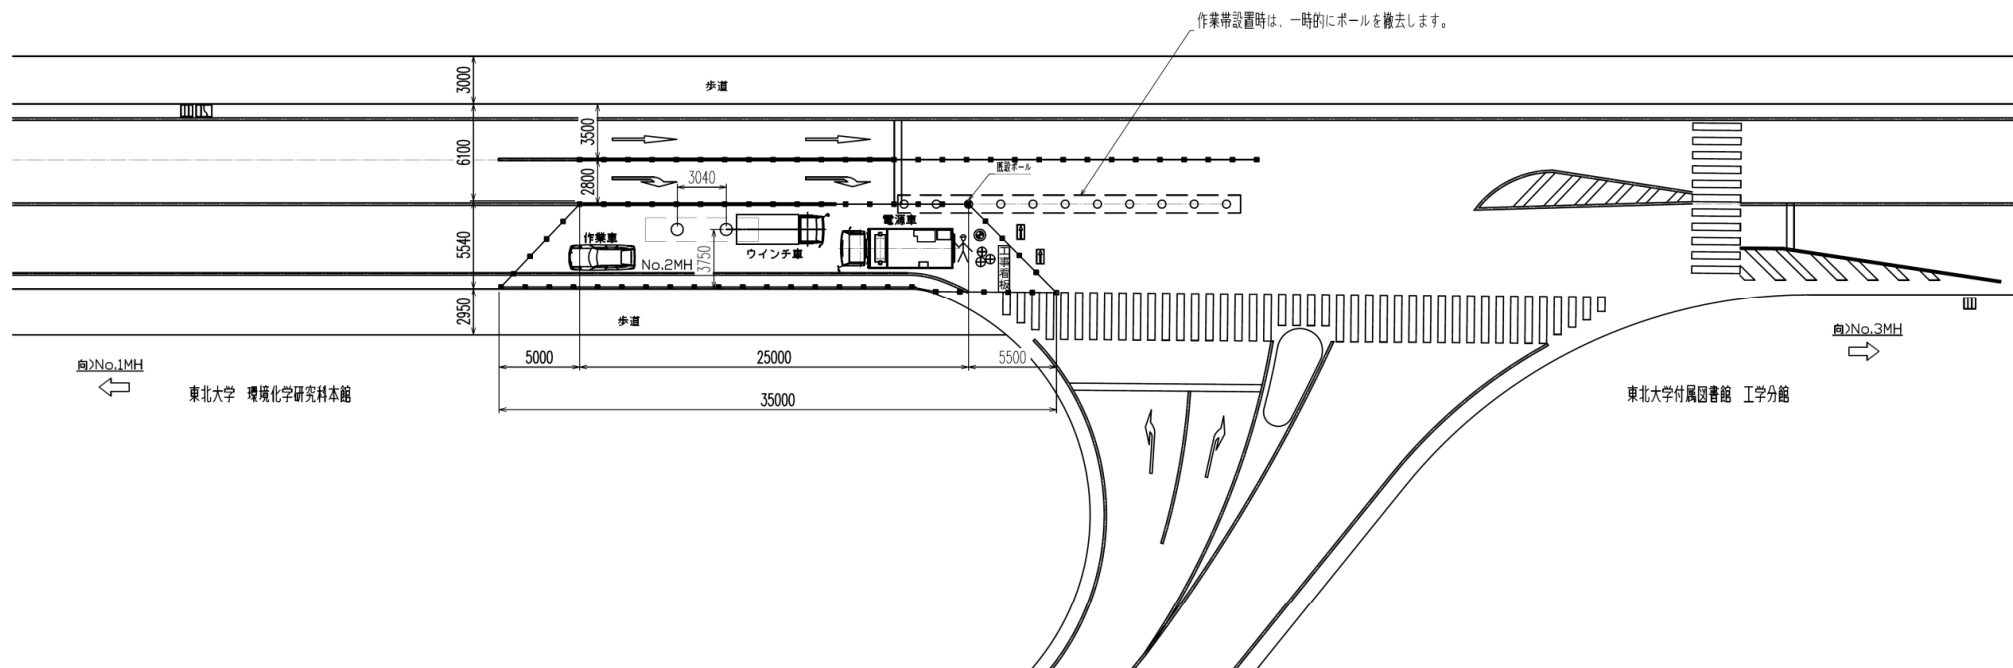 作業帯設置時は、一時的にポールを撤去します。
3000
歩道
3500
6100
既設ポール
2800
3040
電源車
作業車
ウインチ車
5540
No.2MH
3750
工事看板
2950
歩道
向)No.1MH
向)No.3MH
5000
25000
5500
東北大学 環境化学研究科本館
東北大学付属図書館 工学分館
35000